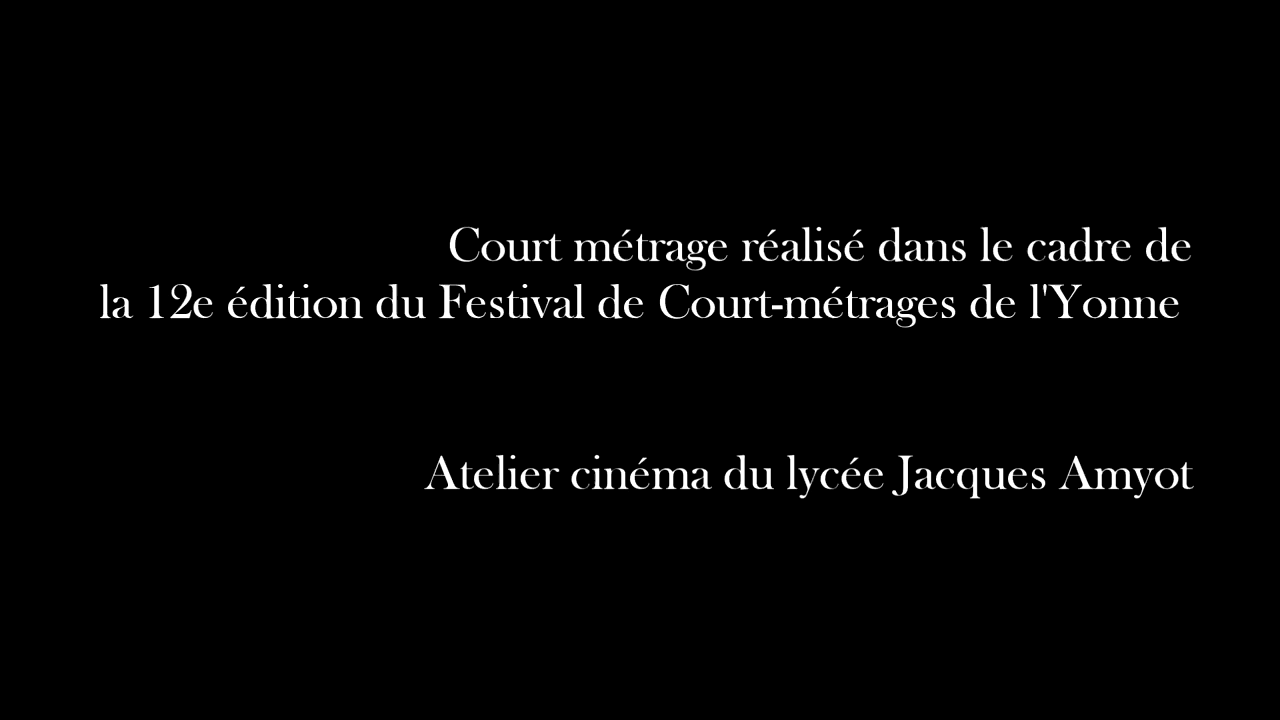 Court métrage réalisé dans le cadre de
la 12e édition du Festival de Court-métrages de l'Yonne
Atelier cinéma du lycée Jacques Amyot